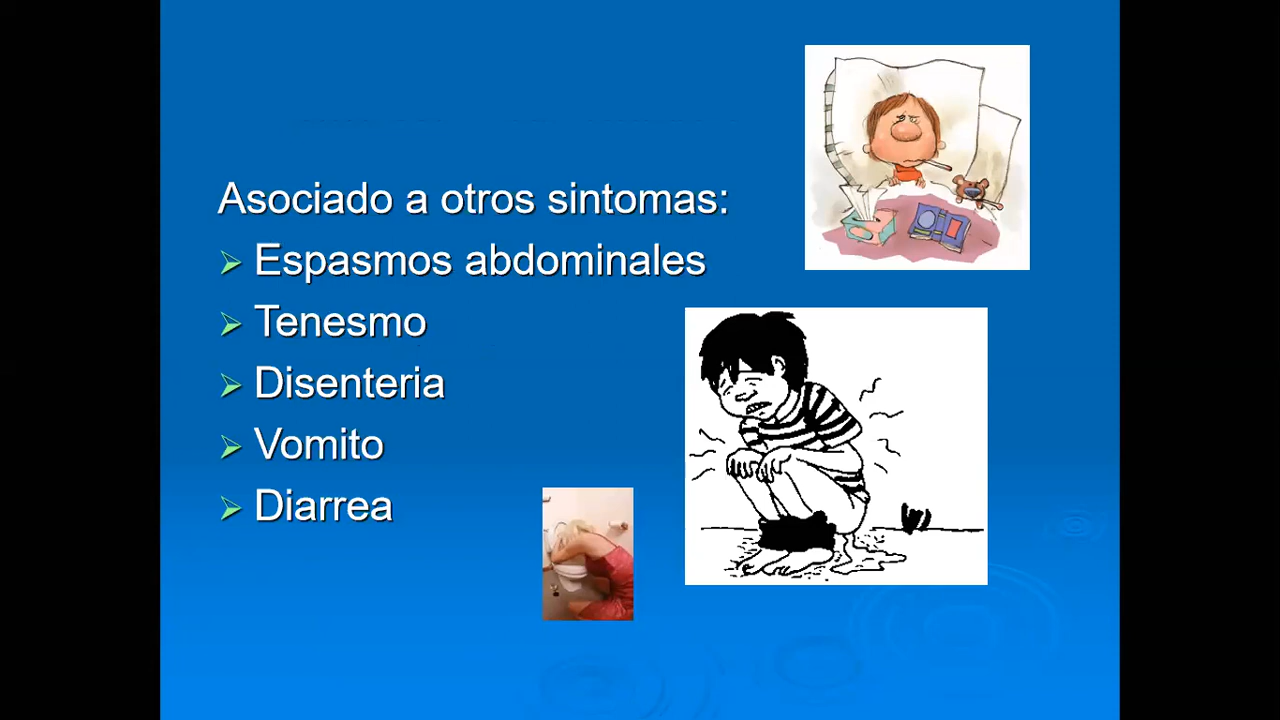 Asociado a otros sintomas:
Espasmos abdominales
Tenesmo
Disenteria
Vomito
Diarrea